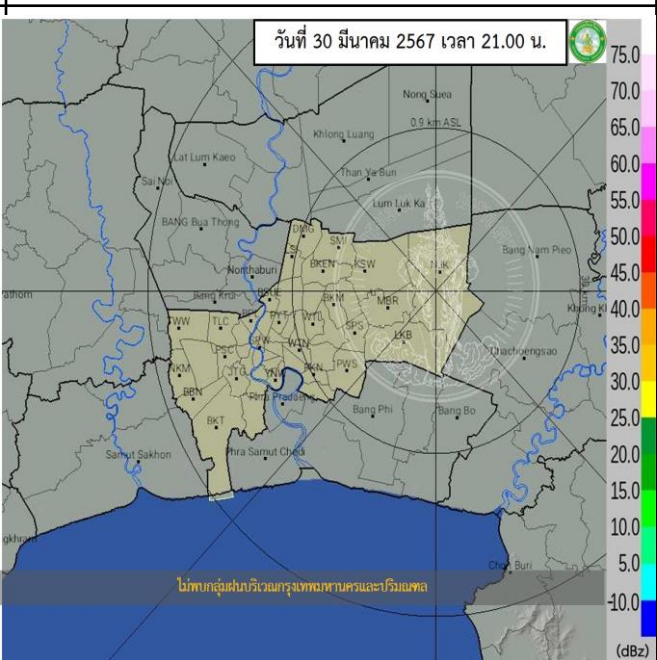 วันที่ 30 มีนาคม 2567 เวลา 21.00 น.
75.0
70.0
65.0
60.0
55.0
50.0
45.0
40.0
35.0
30.0
25.0
20.0
15.0
10.0
5.0
-10.0
(dBz)
Nong Suea
0.9 km ASL
Khlong Luang
Lat Lum Kaeo
Than Ya Buri
Sai Noi
Lum Luk Ka
BANG Bua Thong
DMG
SMI
Bang Nam Pieo
BKEN
KSW
NJK
Nonthaburi
Bang Krui
BKM
MBR
TWW
TLC
SPS
LKB
Chachoengsao
PSC
WTN
NKM
JTG
YNW
PKN
PWS
BBN
Phra Pradaeng
Bang Phi
Bang Bo
BKT
Samut Sakhon
Phra Samut Chedi
Chon Buri
ไม่พบกลุ่มฝนบริเวณกรุงเทพมหานครและปริมณฑล